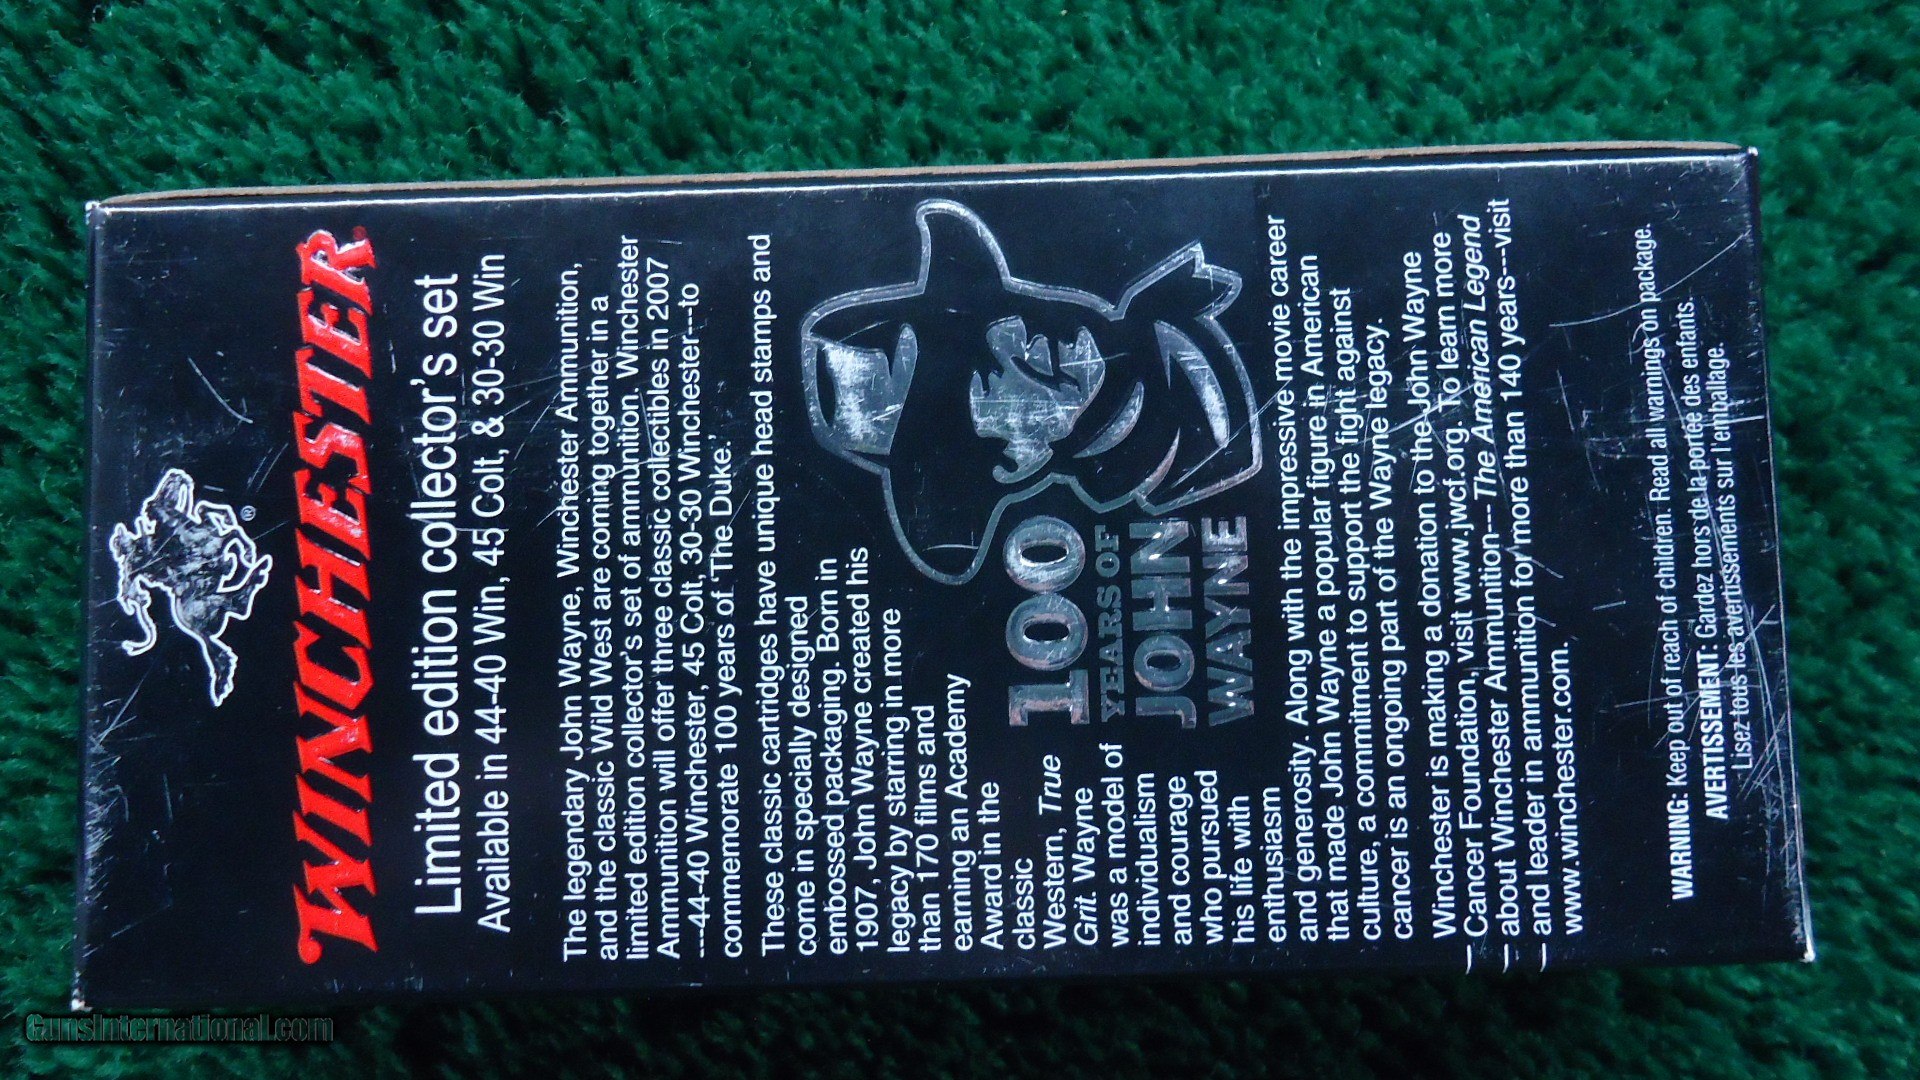 ®
WINCHESTER
Limited edition collector's set
Available in 44-40 Win, 45 Colt, & 30-30 Win
The legendary John Wayne, Winchester Ammunition,
and the classic Wild West are coming together in a
limited edition collector's set of ammunition. Winchester
Ammunition will offer three classic collectibles in 2007
---44-40 Winchester, 45 Colt, 30-30 Winchester---to
commemorate 100 years of 'The Duke.'
These classic cartridges have unique head stamps and
come in specially designed
embossed packaging. Born in
1907, John Wayne created his
legacy by starring in more
than 170 films and
earning an Academy
Award in the
classic
Western, True
Grit. Wayne
was a model of
individualism
and courage
who pursued
his life with
enthusiasm
and generosity. Along with the impressive movie career
that made John Wayne a popular figure in American
culture, a commitment to support the fight against
cancer is an ongoing part of the Wayne legacy.
100
YEARS OF
JOHN
WAYNE
Winchester is making a donation to the John Wayne
Cancer Foundation, visit www.jwcf.org. To learn more
about Winchester Ammunition--- The American Legend
and leader in ammunition for more than 140 years---visit
www.winchester.com.
WARNING: Keep out of reach of children. Read all warnings on package.
AVERTISSEMENT: Gardez hors de la portée des enfants.
Lisez tous les avertissements sur l'emballage.
GunsInternational.com